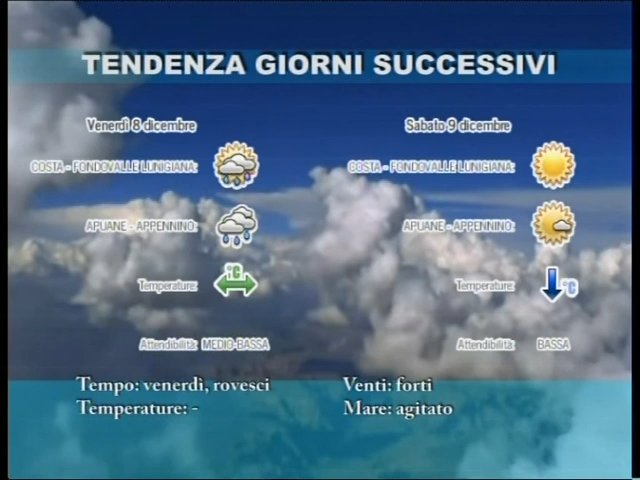 TENDENZA GIORNI SUCCESSIVI
Venerdì 8 dicembre
COSTA - FONDOVALLE LUNIGIANA:
APUANE - APPENNINO:
Temperature:
°C
Attendibilità: MEDIO-BASSA
Sabato 9 dicembre
COSTA - FONDOVALLE LUNIGIANA:
APUANE - APPENNINO:
Temperature:
°C
Attendibilità: BASSA
Tempo: venerdì, rovesci
Temperature: -
Venti: forti
Mare: agitato